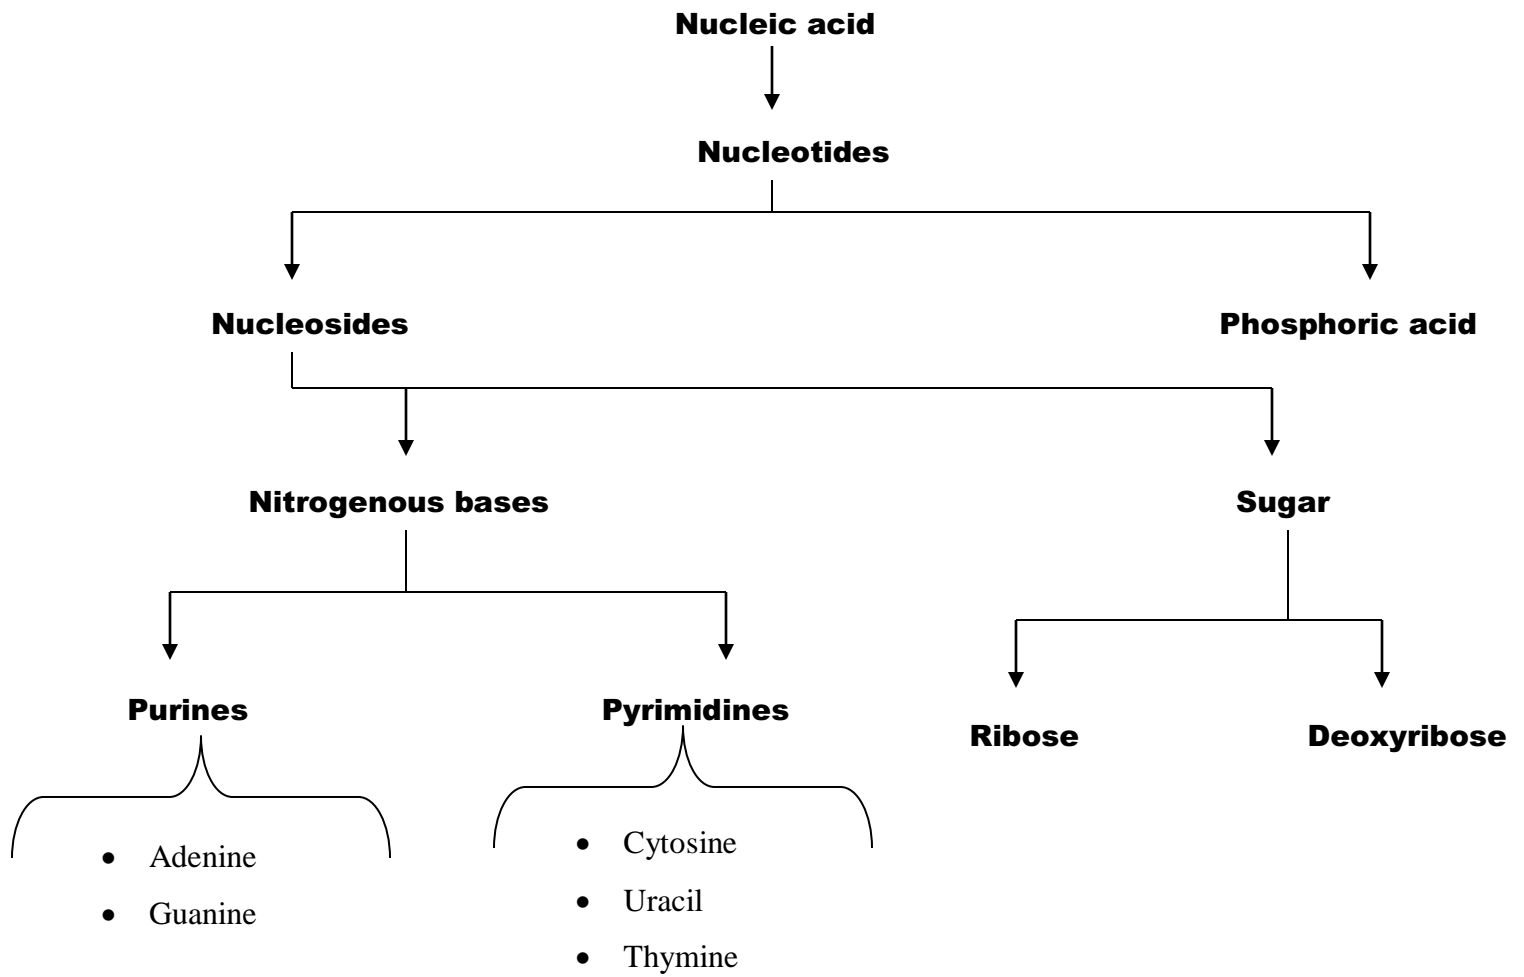 Nucleic acid
Nucleotides
Nucleosides
Phosphoric acid
Nitrogenous bases
Sugar
Purines
Pyrimidines
Ribose
Deoxyribose
• Adenine
• Guanine
• Cytosine
• Uracil
• Thymine